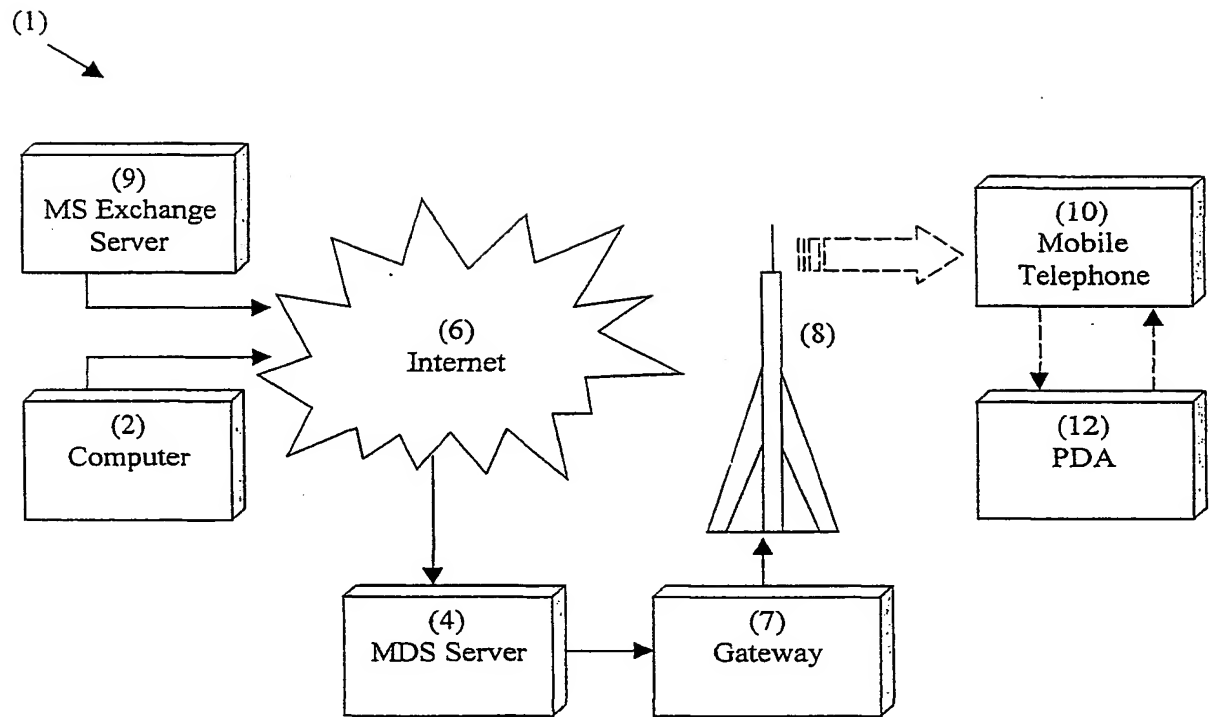 (1)
(9)
MS Exchange
Server
(10)
Mobile
Telephone
(6)
Internet
(8)
(2)
Computer
(12)
PDA
(4)
MDS Server
(7)
Gateway